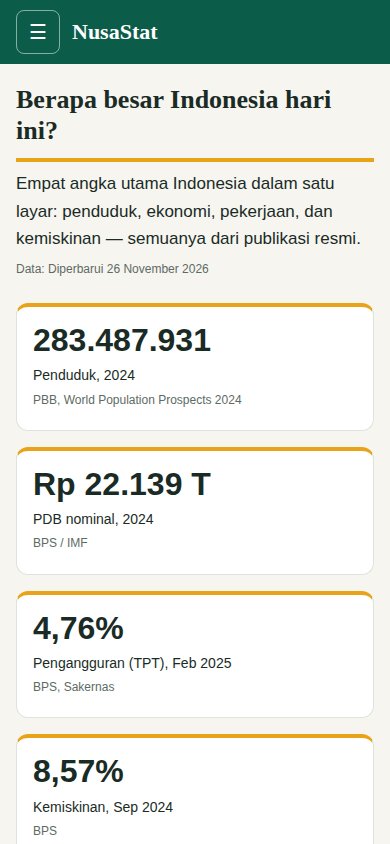 ☰ NusaStat
Berapa besar Indonesia hari
ini?
Empat angka utama Indonesia dalam satu
layar: penduduk, ekonomi, pekerjaan, dan
kemiskinan — semuanya dari publikasi resmi.
Data: Diperbarui 26 November 2026
283.487.931
Penduduk, 2024
PBB, World Population Prospects 2024
Rp 22.139 T
PDB nominal, 2024
BPS / IMF
4,76%
Pengangguran (TPT), Feb 2025
BPS, Sakernas
8,57%
Kemiskinan, Sep 2024
BPS